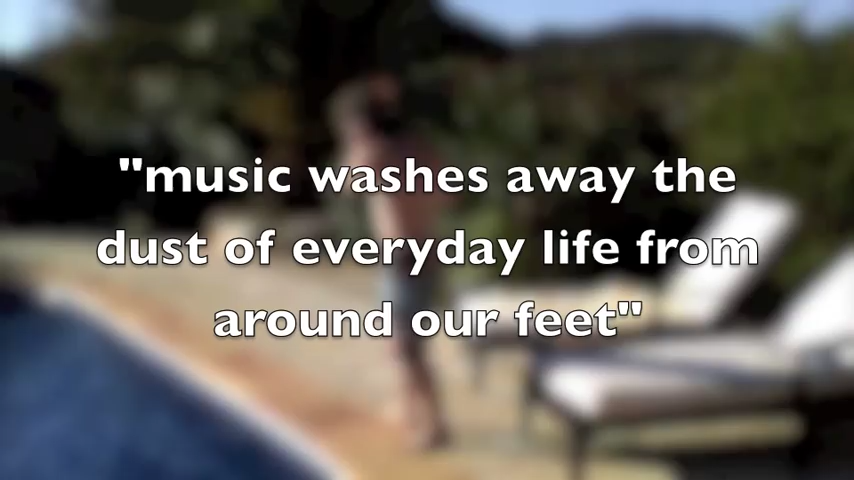 "music washes away the
dust of everyday life from
around our feet"